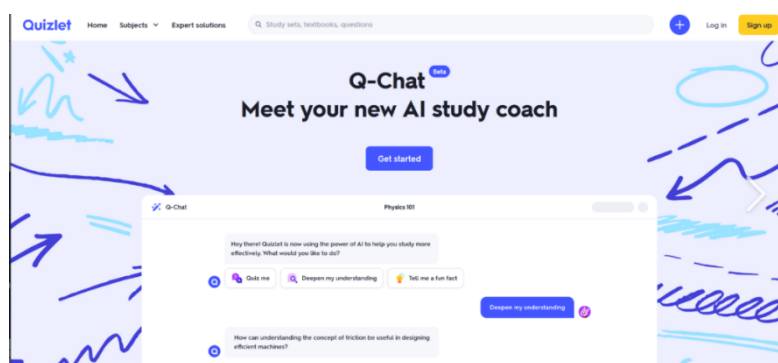 Quizlet Home Subjects Expert solutions Study sets, textbooks, questions Log in Sign up
Q-Chat Beta
Meet your new AI study coach
Get started
Q-Chat Physics 101
Hey there! Quizlet is now using the power of AI to help you study more
effectively. What would you like to do?
Quiz me Deepen my understanding Tell me a fun fact
Deepen my understanding
How can understanding the concept of friction be useful in designing
efficient machines?